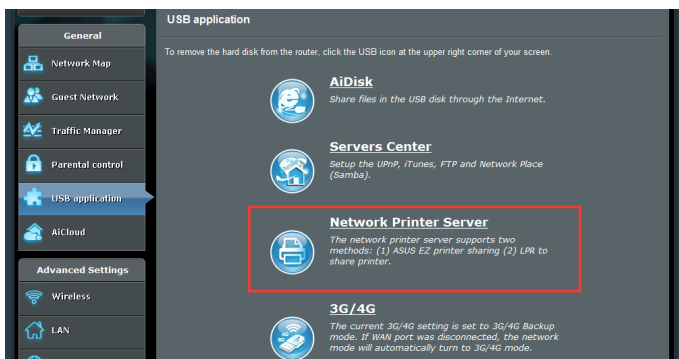 USB application
General
To remove the hard disk from the router, click the USB icon at the upper right corner of your screen.
Network Map
AiDisk
Share files in the USB disk through the Internet.
Guest Network
Traffic Manager
Servers Center
Setup the UPnP, iTunes, FTP and Network Place
(Samba).
Parental control
USB application
Network Printer Server
The network printer server supports two
methods: (1) ASUS EZ printer sharing (2) LPR to
share printer.
AiCloud
Advanced Settings
Wireless
3G/4G
The current 3G/4G setting is set to 3G/4G Backup
mode. If WAN port was disconnected, the network
mode will automatically turn to 3G/4G mode.
LAN